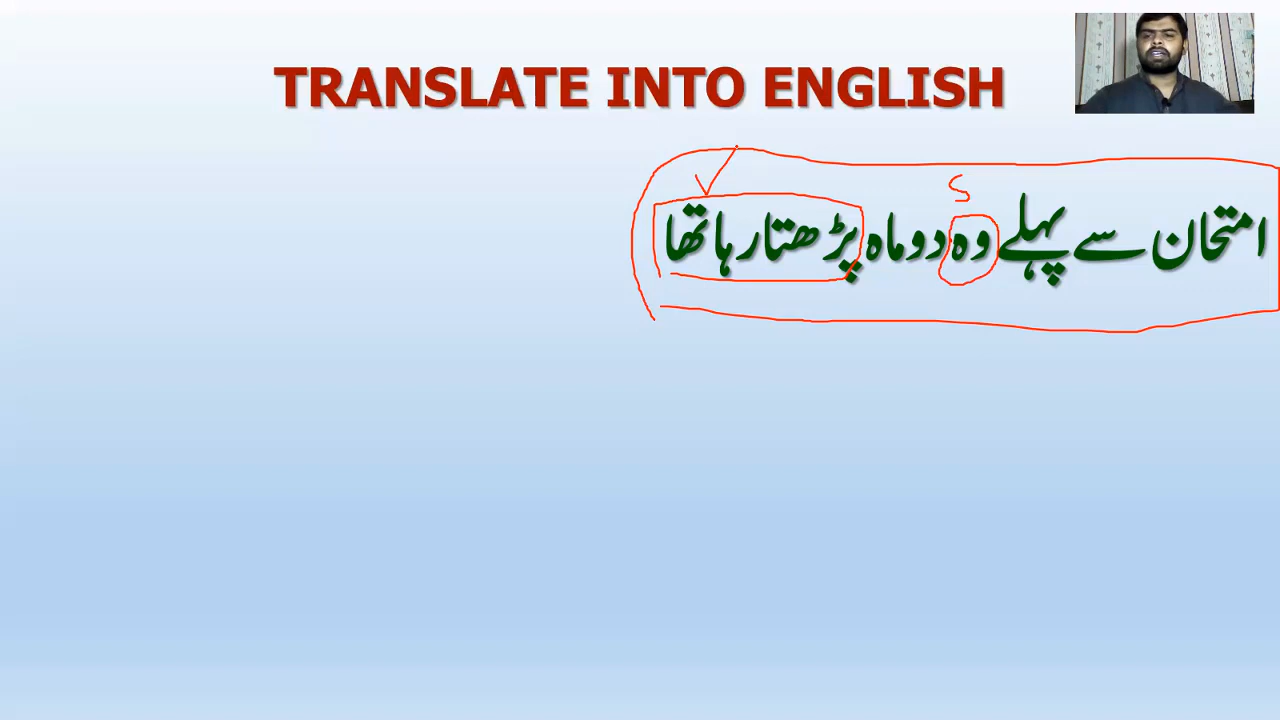 TRANSLATE INTO ENGLISH
S
امتحان سے پہلے وہ دو ماہ پڑھتا رہا تھا